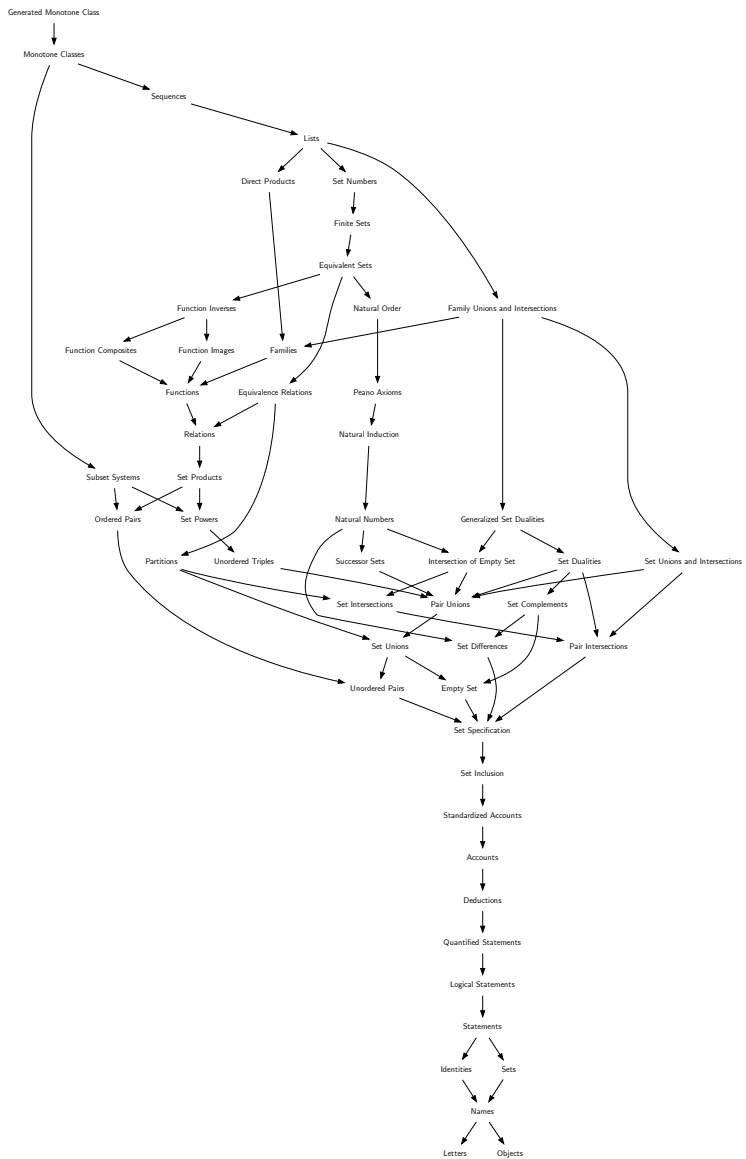 Generated Monotone Class
Monotone Classes
Sequences
Lists
Direct Products
Set Numbers
Finite Sets
Equivalent Sets
Function Inverses
Natural Order
Family Unions and Intersections
Function Composites
Function Images
Families
Functions
Equivalence Relations
Peano Axioms
Relations
Natural Induction
Subset Systems
Set Products
Ordered Pairs
Set Powers
Natural Numbers
Generalized Set Dualities
Partitions
Unordered Triples
Successor Sets
Intersection of Empty Set
Set Dualities
Set Unions and Intersections
Set Intersections
Pair Unions
Set Complements
Set Unions
Set Differences
Pair Intersections
Unordered Pairs
Empty Set
Set Specification
Set Inclusion
Standardized Accounts
Accounts
Deductions
Quantified Statements
Logical Statements
Statements
Identities
Sets
Names
Letters
Objects